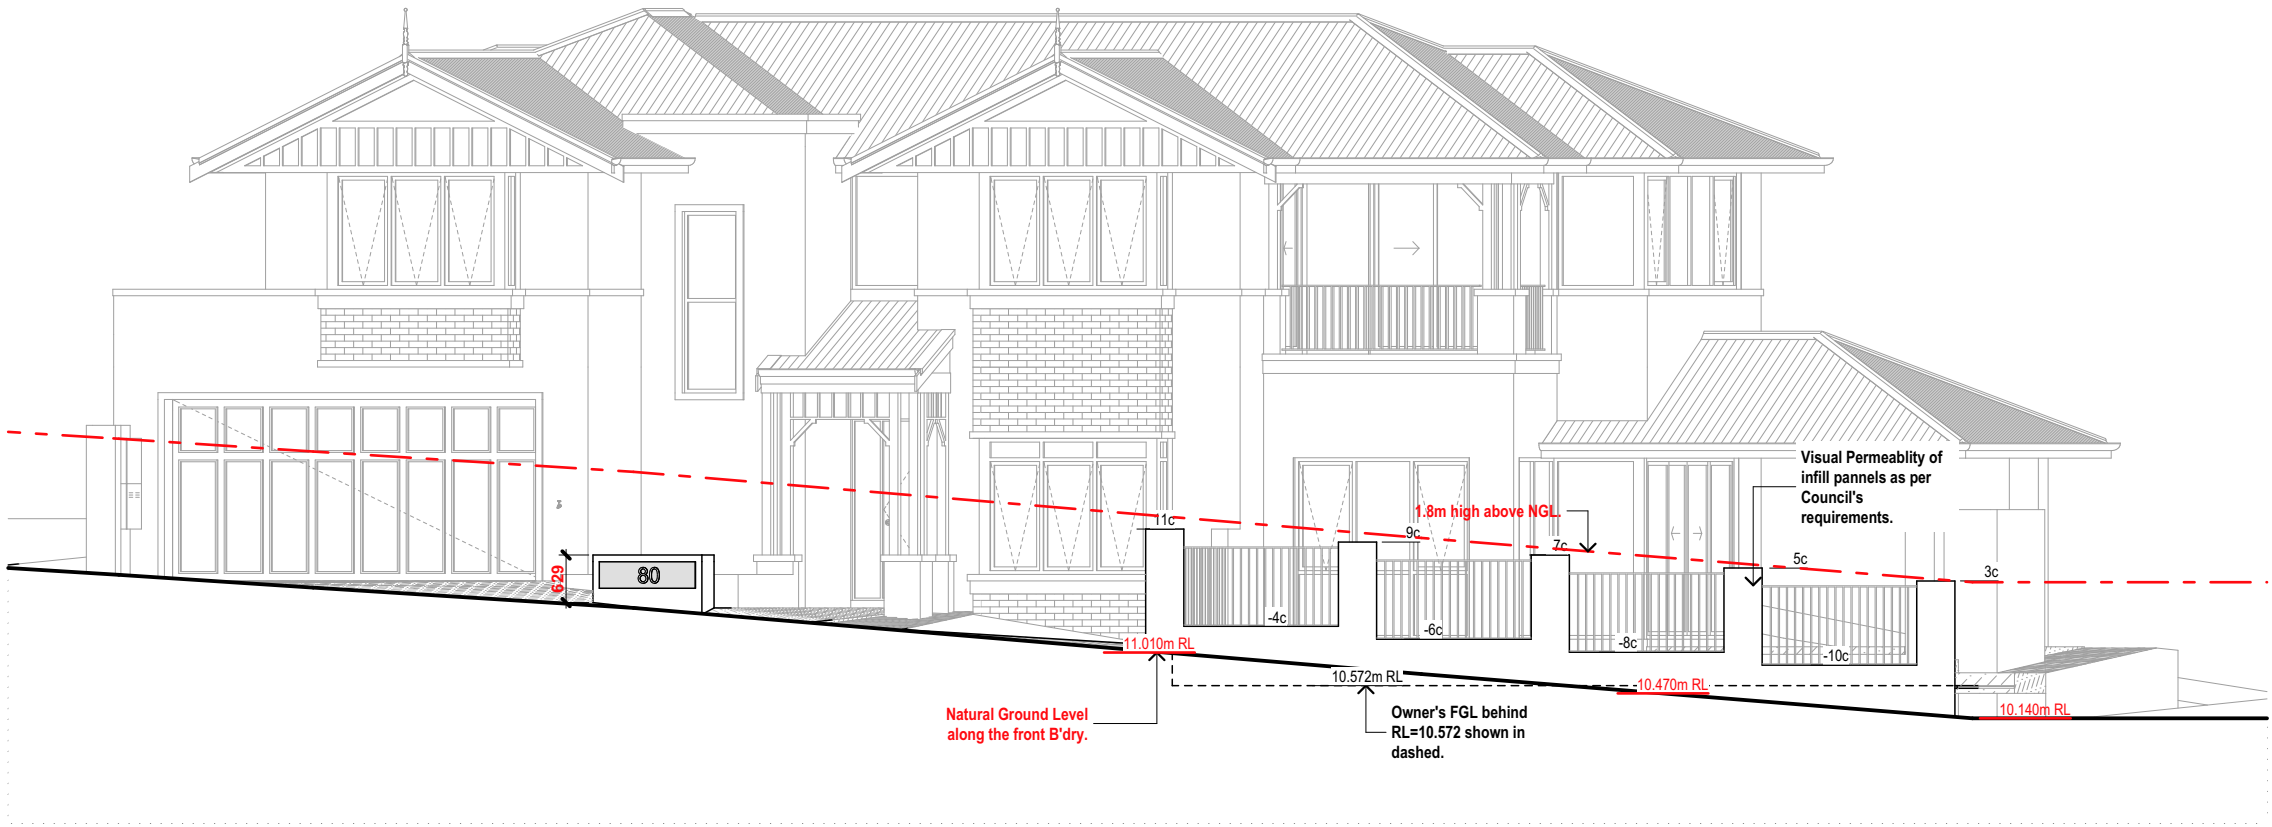 Visual Permeablity of
infill pannels as per
Council's
requirements.
1.8m high above NGL.
11c
9c
7c
5c
3c
629
80
-4c
-6c
-8c
-10c
11.010m RL
10.572m RL
10.470m RL
10.140m RL
Natural Ground Level
along the front B'dry.
Owner's FGL behind
RL=10.572 shown in
dashed.